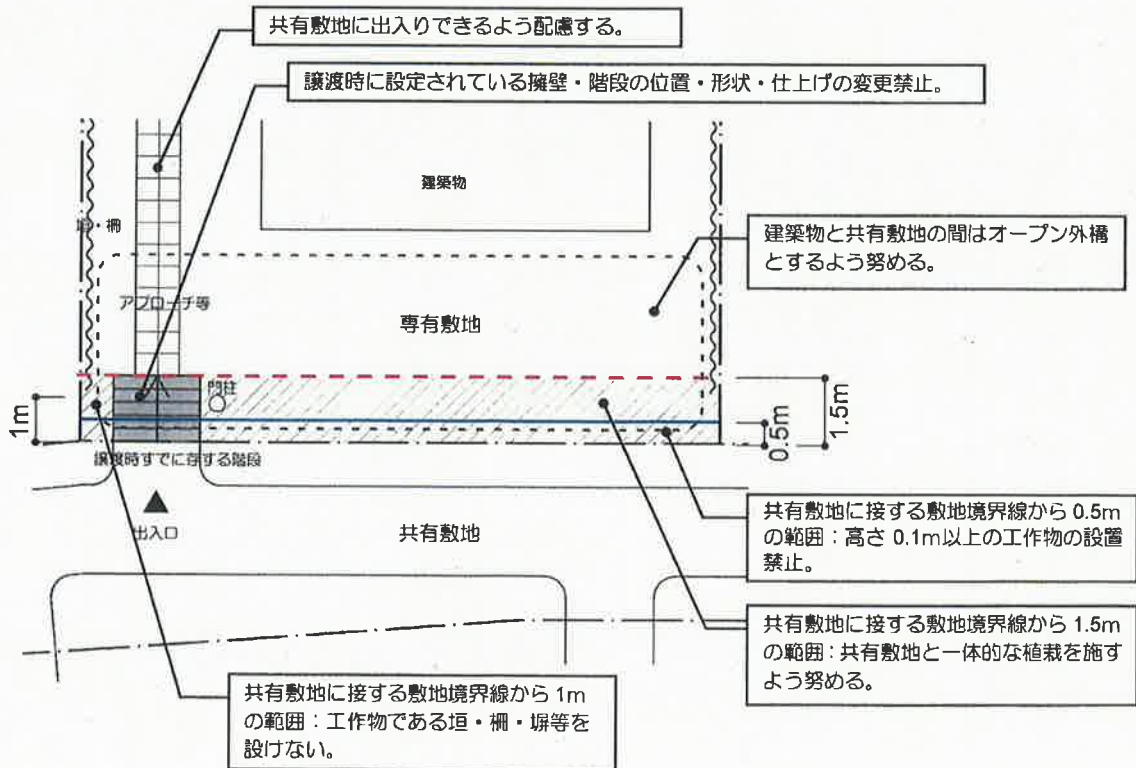 共有敷地に出入りできるよう配慮する。
譲渡時に設定されている擁壁・階段の位置・形状・仕上げの変更禁止。
建築物
垣・柵
建築物と共有敷地の間はオープン外構
とするよう努める。
アプローチ等
専有敷地
門柱
1m
0.5m
1.5m
譲渡時すでに存する階段
出入口
共有敷地
共有敷地に接する敷地境界線から 0.5m
の範囲：高さ 0.1m以上の工作物の設置
禁止。
共有敷地に接する敷地境界線から 1.5m
の範囲：共有敷地と一体的な植栽を施す
よう努める。
共有敷地に接する敷地境界線から 1m
の範囲：工作物である垣・柵・塀等を
設けない。